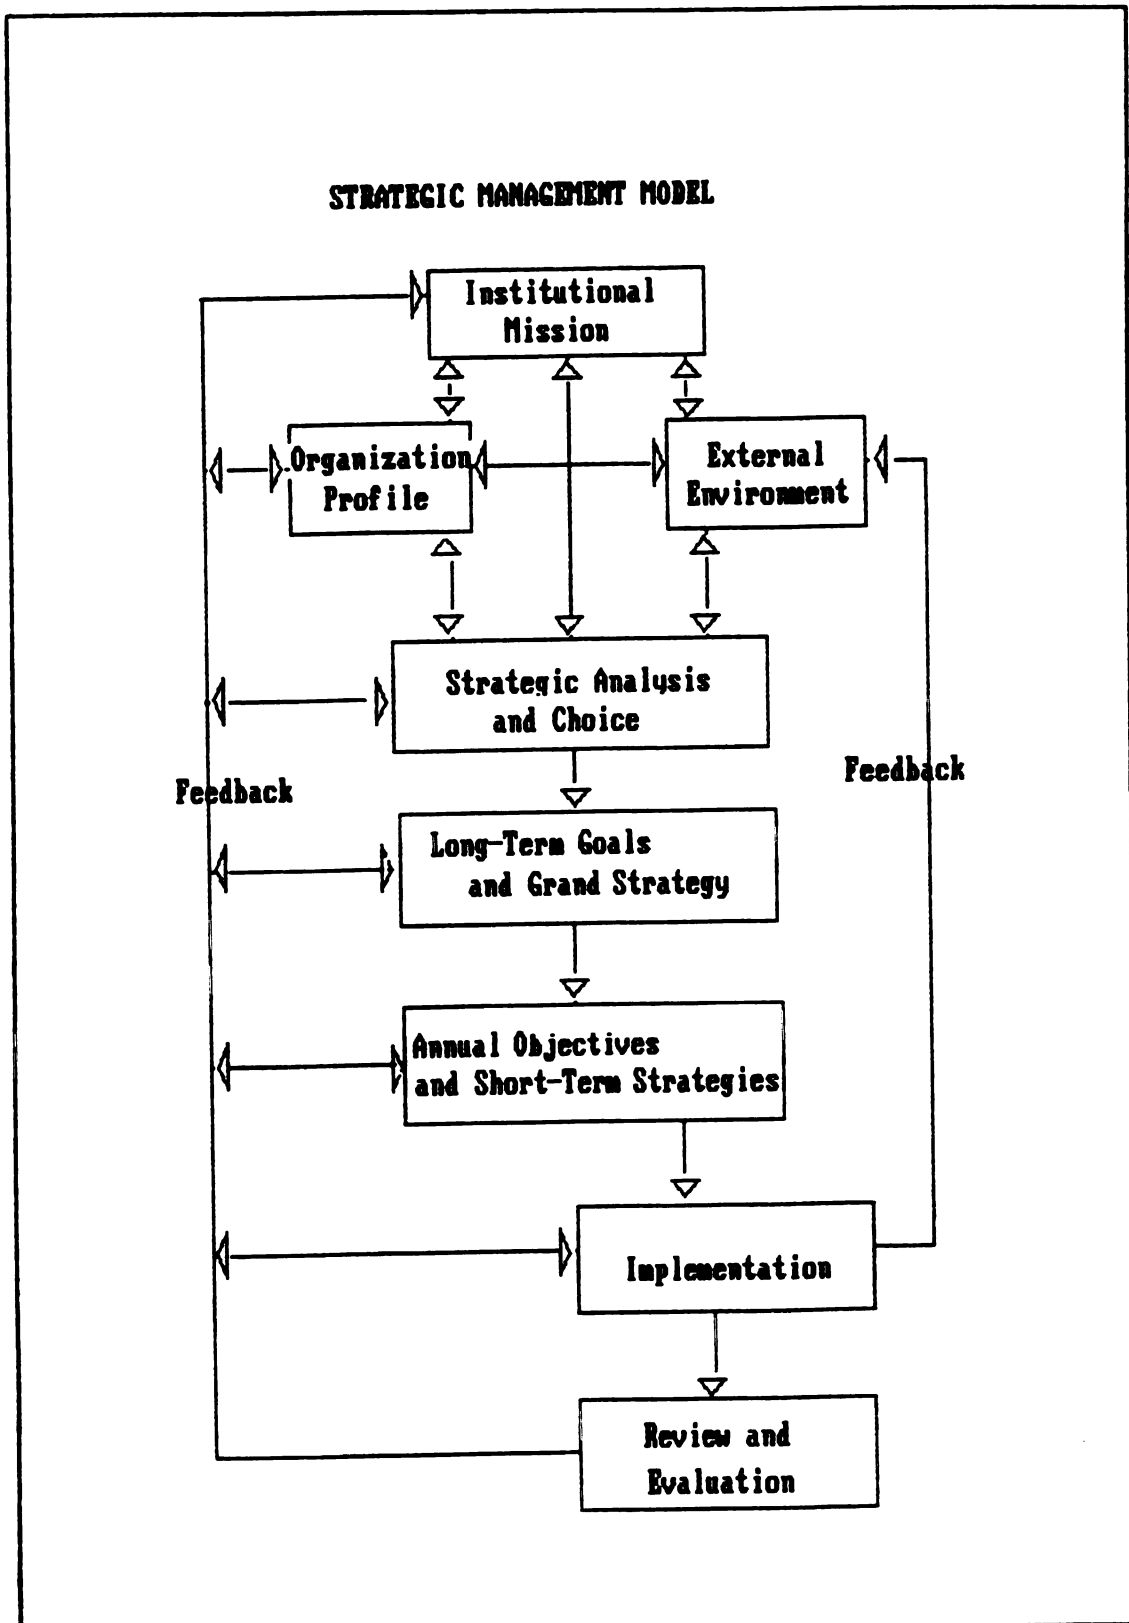 STRATEGIC MANAGEMENT MODEL
Institutional
Mission
Organization
Profile
External
Environment
Strategic Analysis
and Choice
Feedback
Feedback
Long-Term Goals
and Grand Strategy
Annual Objectives
and Short-Term Strategies
Implementation
Review and
Evaluation